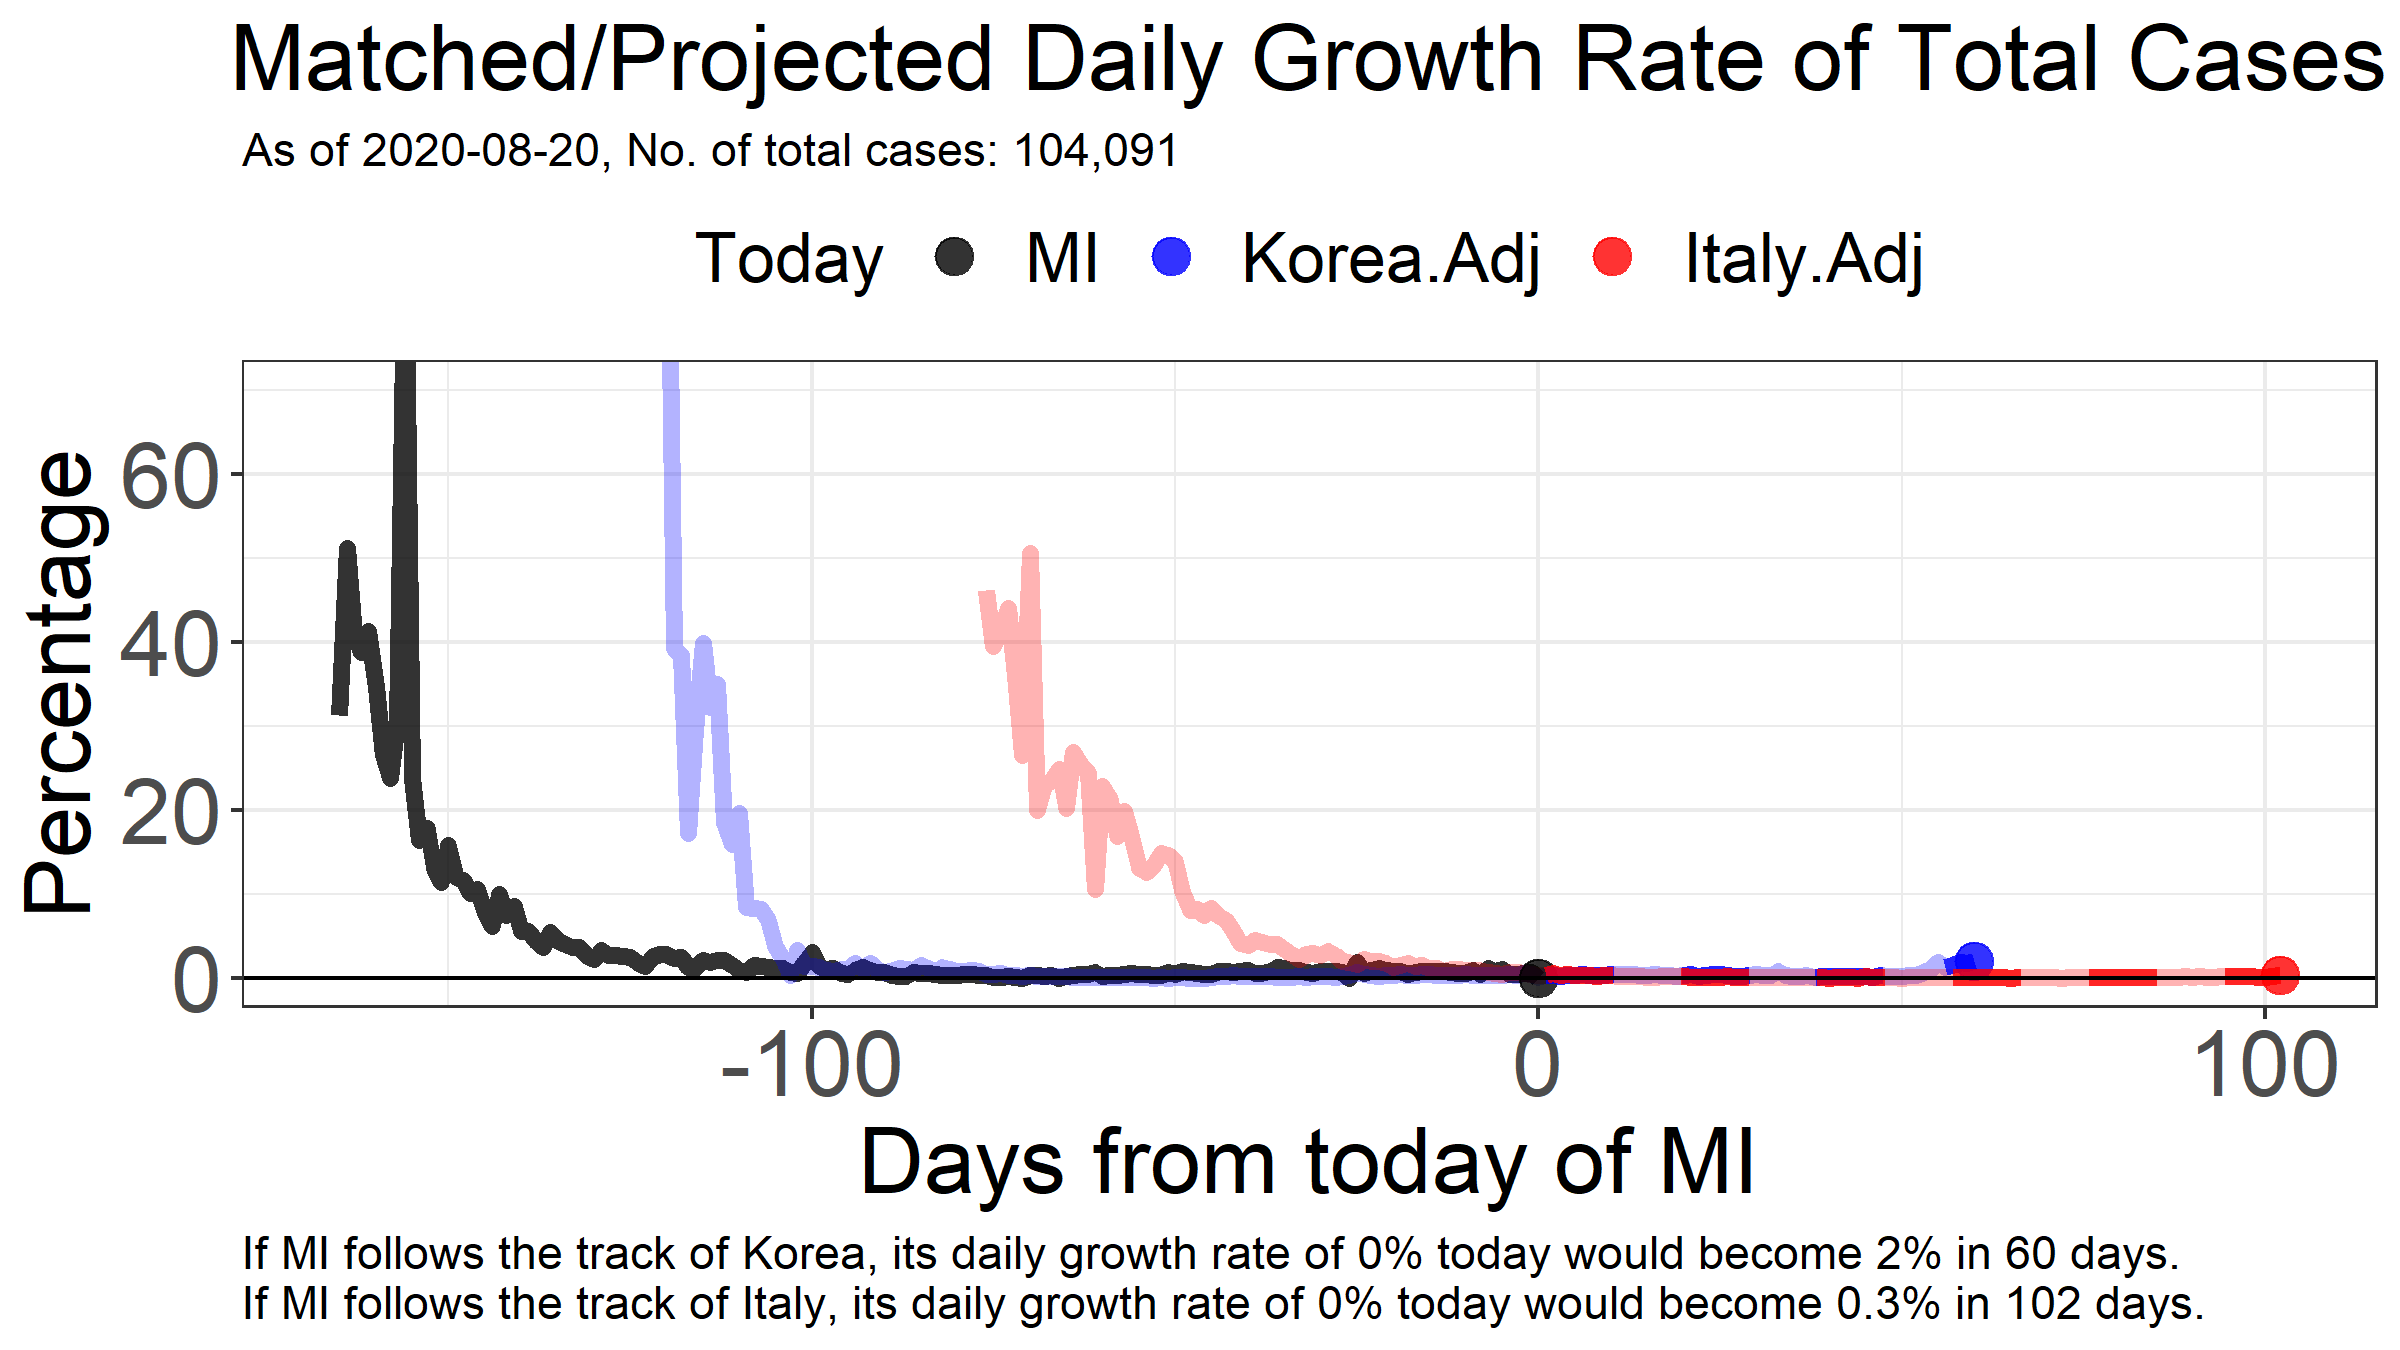 Matched/Projected Daily Growth Rate of Total Cases
As of 2020-08-20, No. of total cases: 104,091
Today MI Korea.Adj Italy.Adj
Percentage
60
40
20
0
-100 0 100
Days from today of MI
If MI follows the track of Korea, its daily growth rate of 0% today would become 2% in 60 days.
If MI follows the track of Italy, its daily growth rate of 0% today would become 0.3% in 102 days.